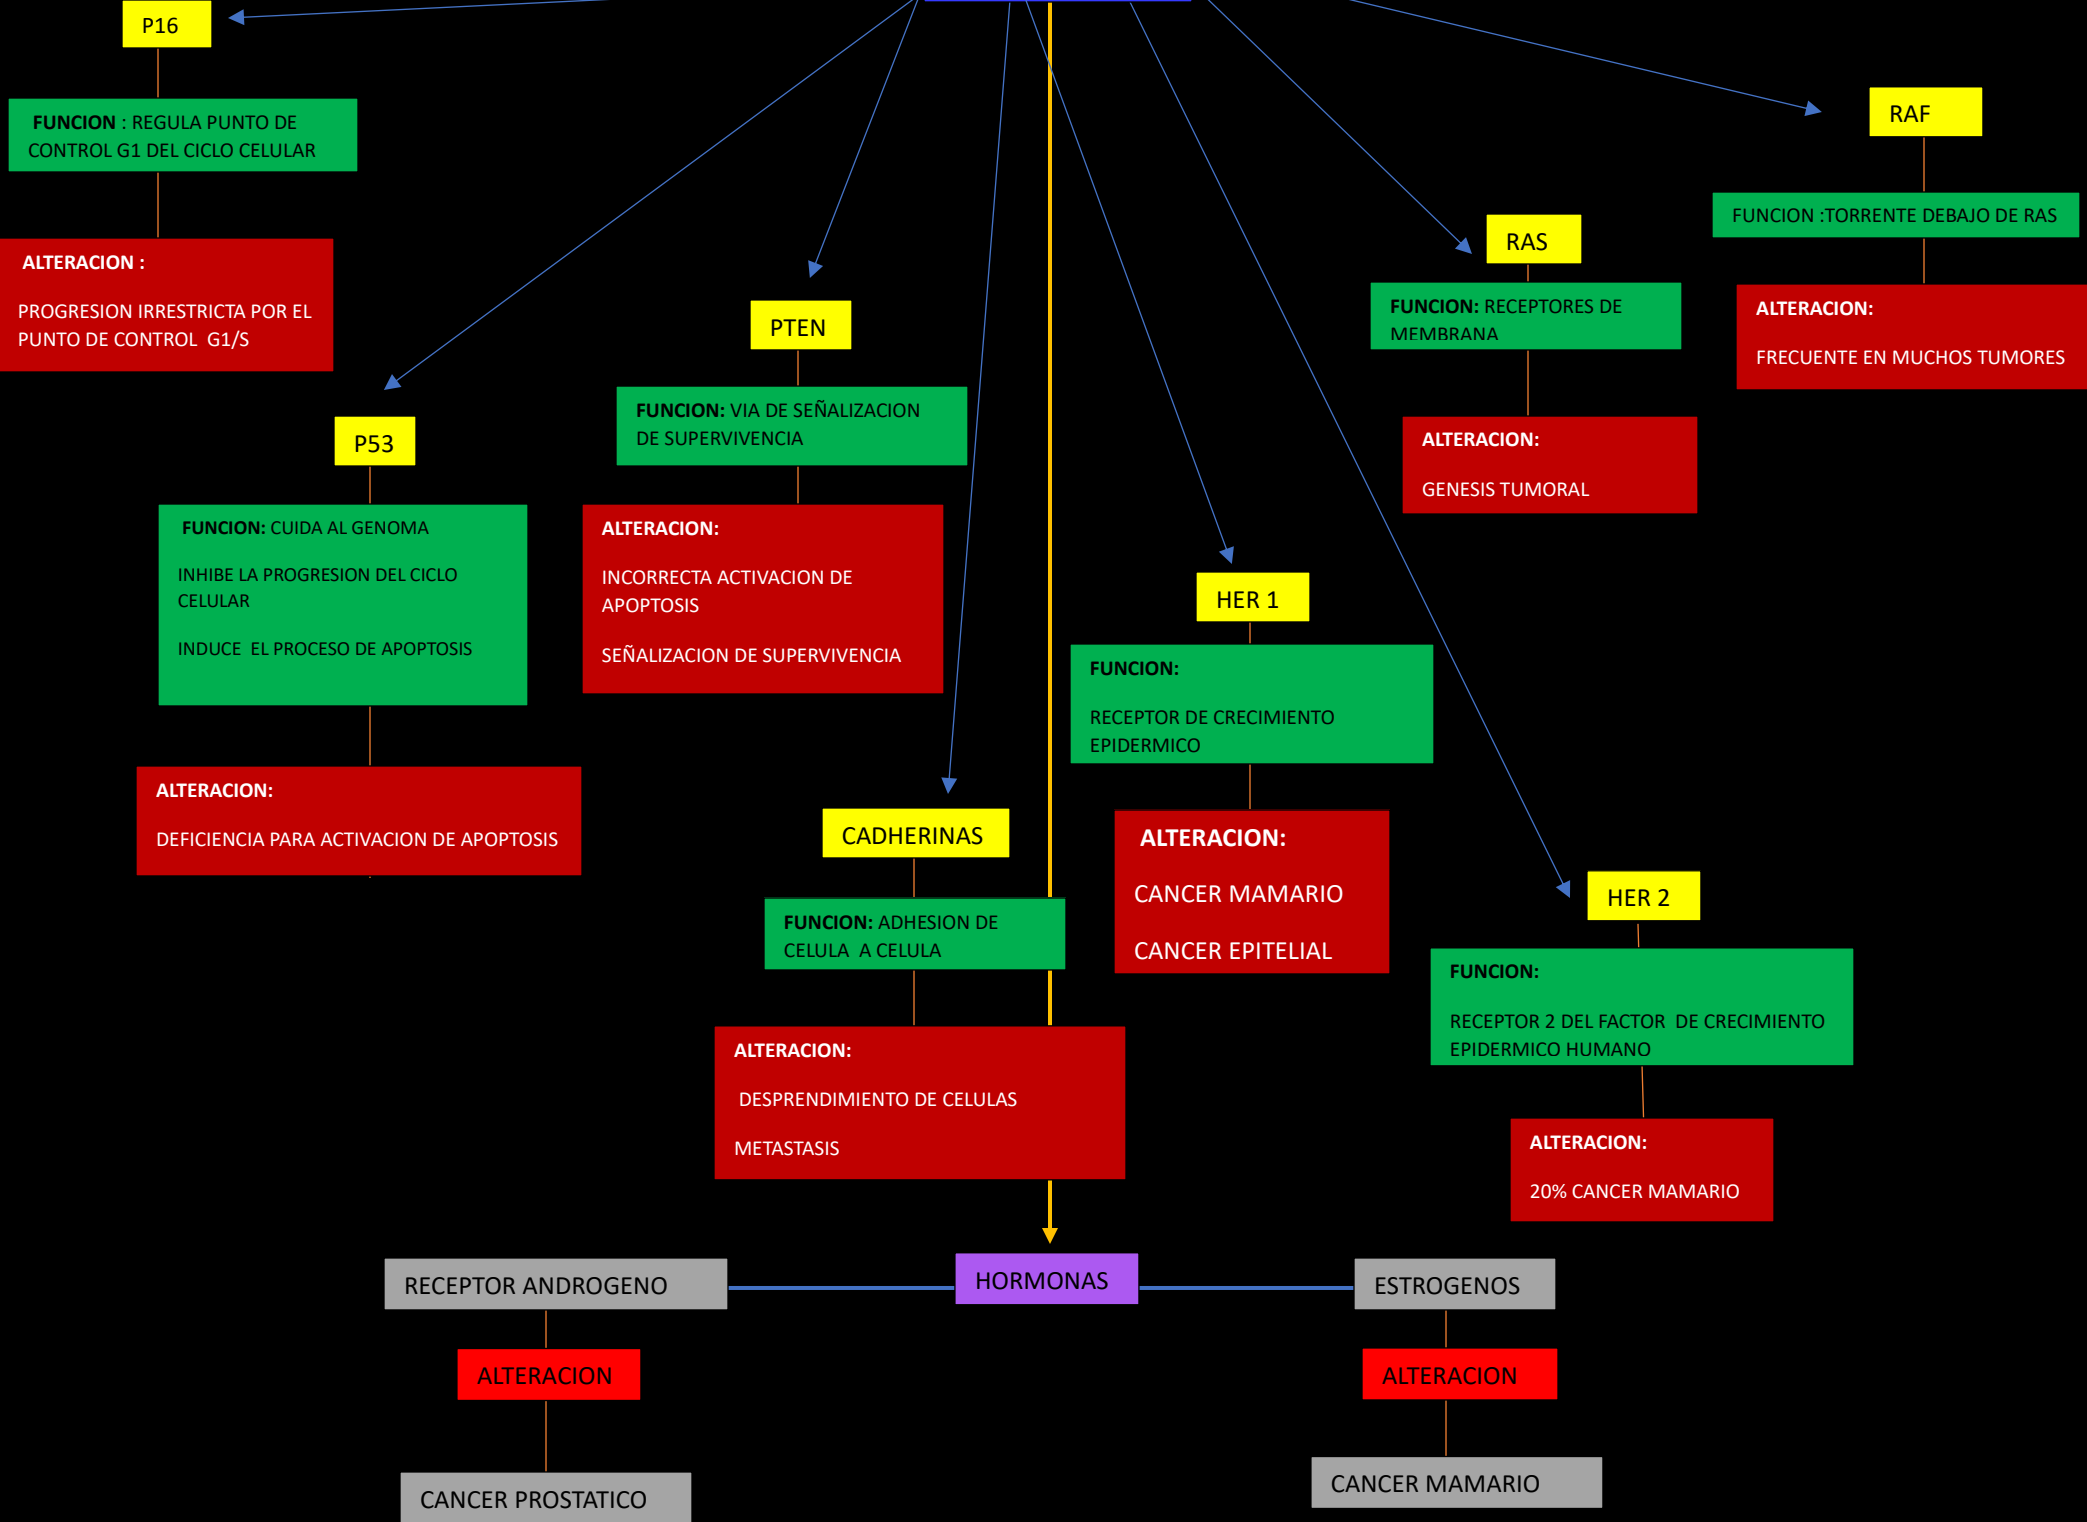 P16
FUNCION : REGULA PUNTO DE
CONTROL G1 DEL CICLO CELULAR
ALTERACION :
PROGRESION IRRESTRICTA POR EL
PUNTO DE CONTROL G1/S
P53
FUNCION: CUIDA AL GENOMA
INHIBE LA PROGRESION DEL CICLO
CELULAR
INDUCE EL PROCESO DE APOPTOSIS
ALTERACION:
DEFICIENCIA PARA ACTIVACION DE APOPTOSIS
PTEN
FUNCION: VIA DE SEÑALIZACION
DE SUPERVIVENCIA
ALTERACION:
INCORRECTA ACTIVACION DE
APOPTOSIS
SEÑALIZACION DE SUPERVIVENCIA
CADHERINAS
FUNCION: ADHESION DE
CELULA A CELULA
ALTERACION:
DESPRENDIMIENTO DE CELULAS
METASTASIS
HER 1
FUNCION:
RECEPTOR DE CRECIMIENTO
EPIDERMICO
ALTERACION:
CANCER MAMARIO
CANCER EPITELIAL
HER 2
FUNCION:
RECEPTOR 2 DEL FACTOR DE CRECIMIENTO
EPIDERMICO HUMANO
ALTERACION:
20% CANCER MAMARIO
RAS
FUNCION: RECEPTORES DE
MEMBRANA
ALTERACION:
GENESIS TUMORAL
RAF
FUNCION :TORRENTE DEBAJO DE RAS
ALTERACION:
FRECUENTE EN MUCHOS TUMORES
HORMONAS
RECEPTOR ANDROGENO
ALTERACION
CANCER PROSTATICO
ESTROGENOS
ALTERACION
CANCER MAMARIO